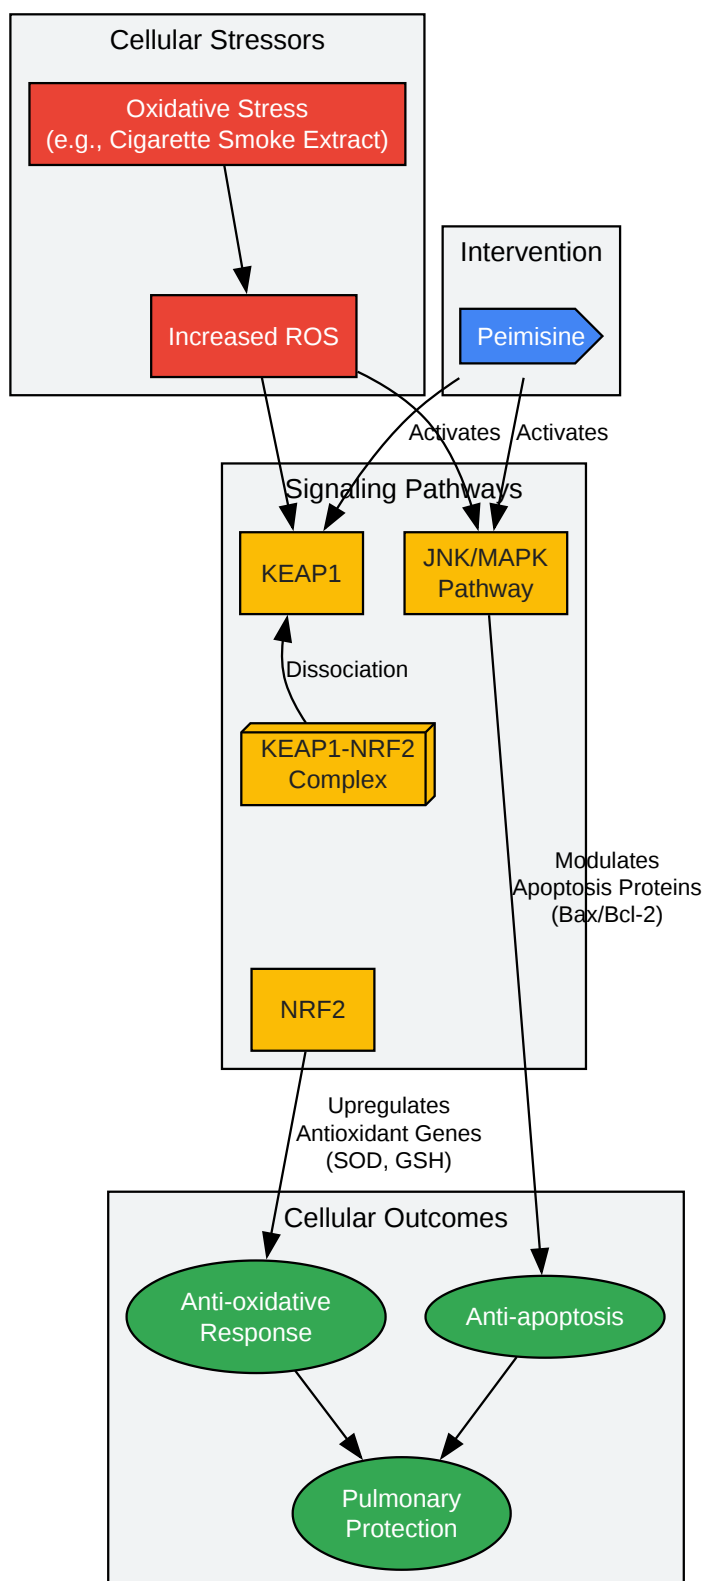 Cellular Stressors
Oxidative Stress
(e.g., Cigarette Smoke Extract)
Increased ROS
Intervention
Peimisine
Activates
Activates
Signaling Pathways
KEAP1
JNK/MAPK
Pathway
Dissociation
KEAP1-NRF2
Complex
Modulates
Apoptosis Proteins
(Bax/Bcl-2)
NRF2
Upregulates
Antioxidant Genes
(SOD, GSH)
Cellular Outcomes
Anti-oxidative
Response
Anti-apoptosis
Pulmonary
Protection